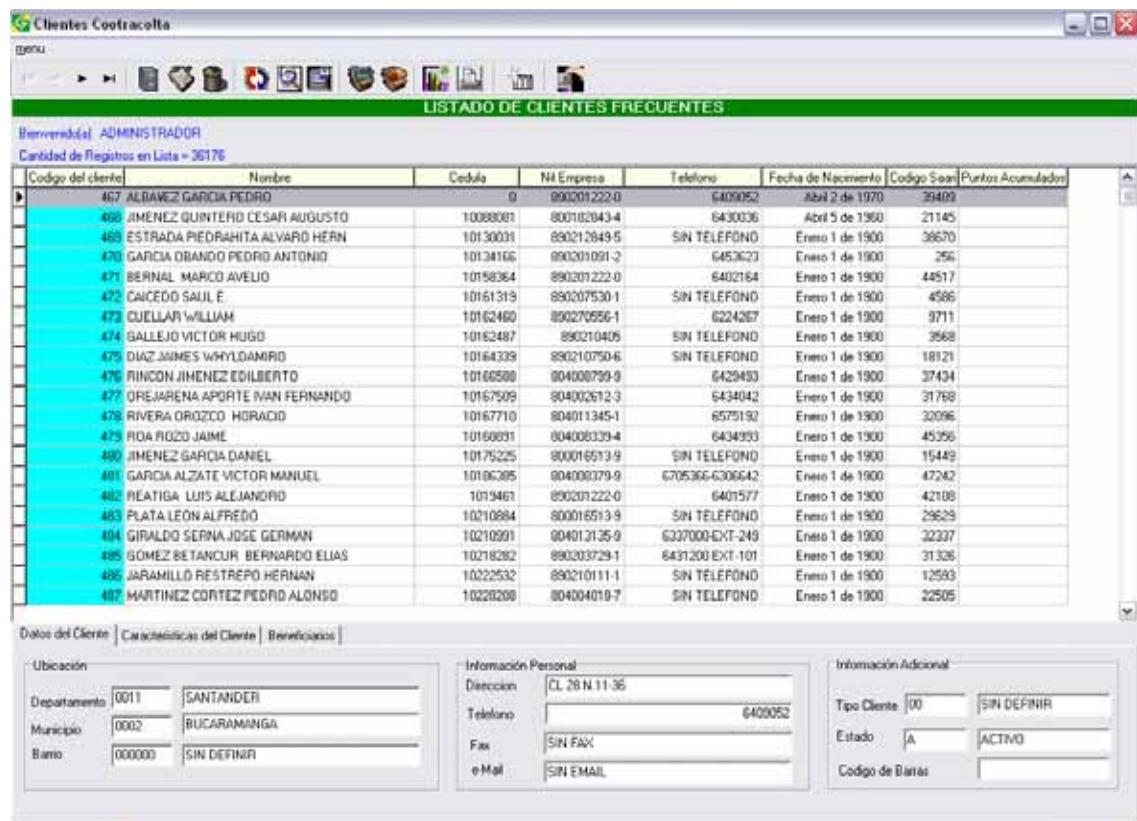 Clientes Cootracolta
menu
LISTADO DE CLIENTES FRECUENTES
Bienvenido(a) ADMINISTRADOR
Cantidad de Registros en Lista = 36176
Codigo del cliente Nombre Cedula Nit Empresa Telefono Fecha de Nacimiento Codigo Saari Puntos Acumulados
467 ALBAVEZ GARCIA PEDRO 0 890201222-0 6409052 Abril 2 de 1970 39489
468 JIMENEZ QUINTERO CESAR AUGUSTO 10088081 800182843-4 6430036 Abril 5 de 1960 21145
469 ESTRADA PIEDRAHITA ALVARO HERN 10130031 890212849-5 SIN TELEFONO Enero 1 de 1900 38670
470 GARCIA OBANDO PEDRO ANTONIO 10134166 890201091-2 6453623 Enero 1 de 1900 256
471 BERNAL MARCO AVELIO 10158364 890201222-0 6402164 Enero 1 de 1900 44517
472 CAICEDO SAUL E. 10161319 890207530-1 SIN TELEFONO Enero 1 de 1900 4586
473 CUELLAR WILLIAM 10162460 890270556-1 6224267 Enero 1 de 1900 9711
474 GALLEJO VICTOR HUGO 10162487 890210405 SIN TELEFONO Enero 1 de 1900 3568
475 DIAZ JAIMES WHYLDAMIRO 10164339 890210750-6 SIN TELEFONO Enero 1 de 1900 18121
476 RINCON JIMENEZ EDILBERTO 10166588 804008799-9 6429493 Enero 1 de 1900 37434
477 OREJARENA APORTE IVAN FERNANDO 10167509 804002612-3 6434042 Enero 1 de 1900 31768
478 RIVERA OROZCO HORACIO 10167710 804011345-1 6575192 Enero 1 de 1900 32096
479 ROA ROZO JAIME 10168891 804008339-4 6434993 Enero 1 de 1900 45356
480 JIMENEZ GARCIA DANIEL 10175225 800016513-9 SIN TELEFONO Enero 1 de 1900 15449
481 GARCIA ALZATE VICTOR MANUEL 10186385 804008379-9 6705366-6306642 Enero 1 de 1900 47242
482 REATIGA LUIS ALEJANDRO 1019461 890201222-0 6401577 Enero 1 de 1900 42108
483 PLATA LEON ALFREDO 10210884 800016513-9 SIN TELEFONO Enero 1 de 1900 29629
484 GIRALDO SERNA JOSE GERMAN 10210991 804013135-9 6337000-EXT-249 Enero 1 de 1900 32337
485 GOMEZ BETANCUR BERNARDO ELIAS 10218282 890203729-1 6431200 EXT-101 Enero 1 de 1900 31326
486 JARAMILLO RESTREPO HERNAN 10222532 890210111-1 SIN TELEFONO Enero 1 de 1900 12593
487 MARTINEZ CORTEZ PEDRO ALONSO 10228208 804004018-7 SIN TELEFONO Enero 1 de 1900 22505
Datos del Cliente Caracteristicas del Cliente Beneficiarios
Ubicación
Departamento 0011 SANTANDER
Municipio 0002 BUCARAMANGA
Barrio 000000 SIN DEFINIR
Información Personal
Direccion CL 28 N.11-36
Telefono 6409052
Fax SIN FAX
e-Mail SIN EMAIL
Información Adicional
Tipo Cliente 00 SIN DEFINIR
Estado A ACTIVO
Codigo de Barras